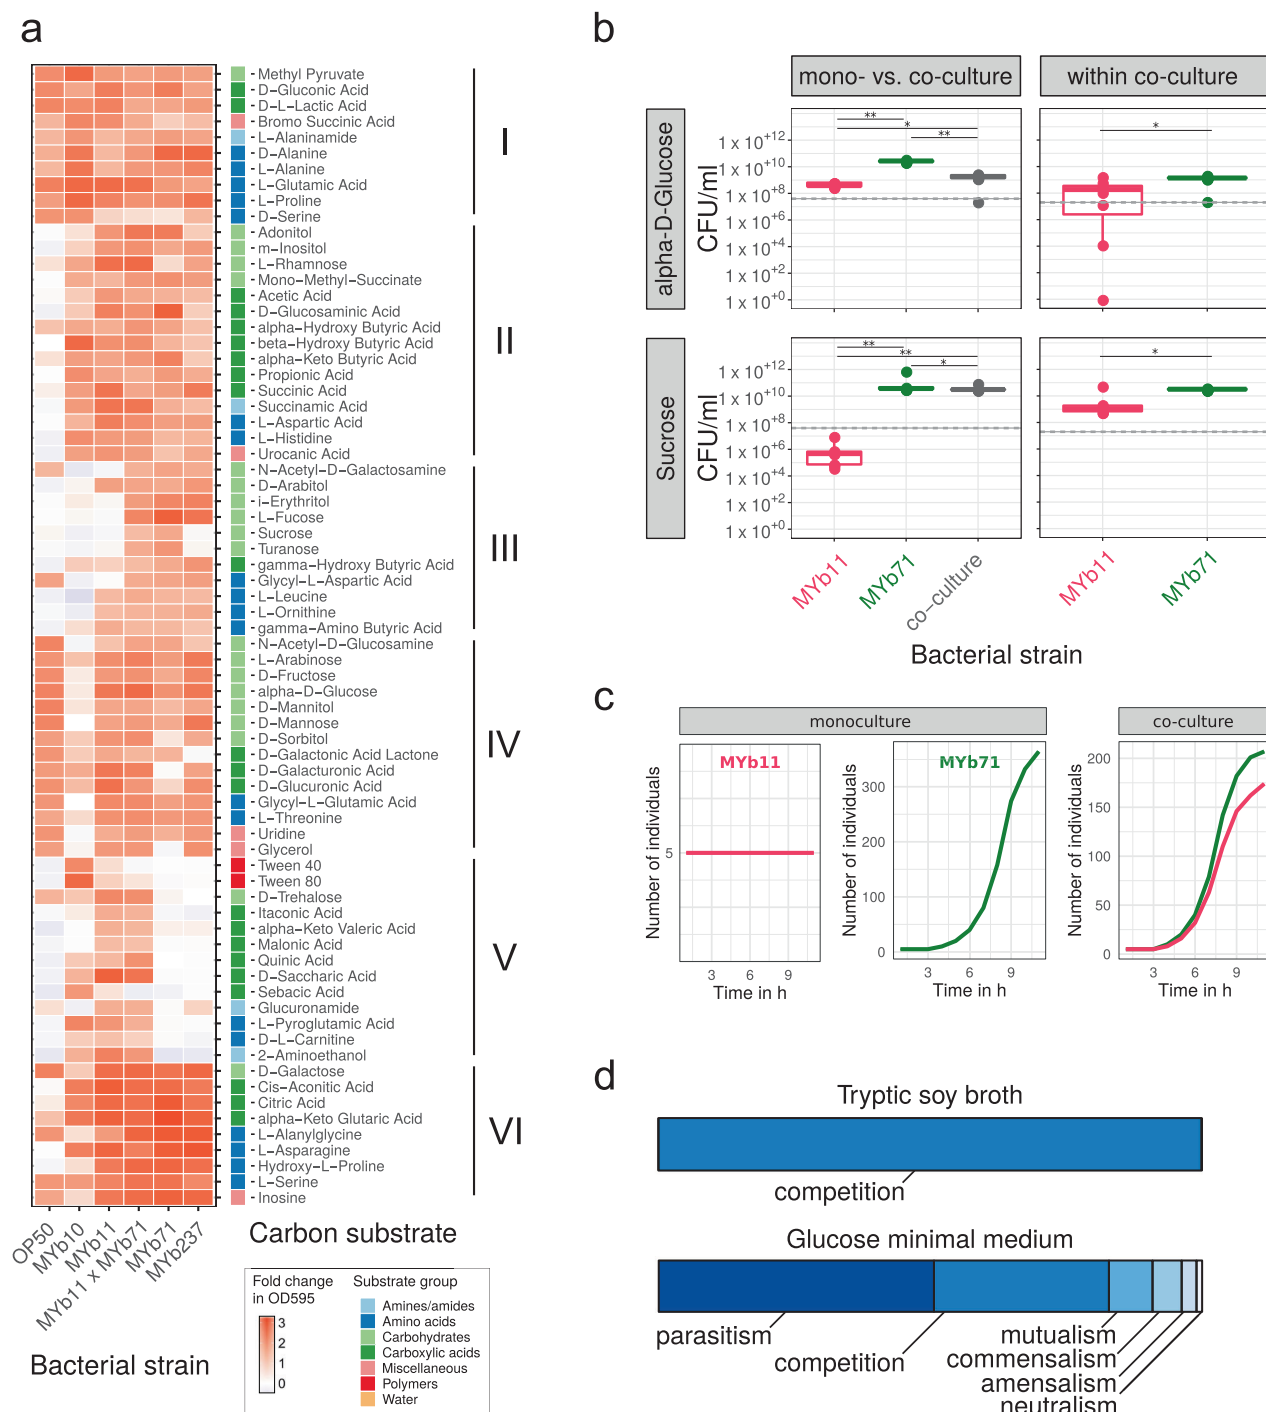 a
Methyl Pyruvate
D-Gluconic Acid
D-L-Lactic Acid
Bromo Succinic Acid
L-Alaninamide
D-Alanine
L-Alanine
L-Glutamic Acid
L-Proline
D-Serine
I
Adonitol
m-Inositol
L-Rhamnose
Mono-Methyl-Succinate
Acetic Acid
D-Glucosaminic Acid
alpha-Hydroxy Butyric Acid
beta-Hydroxy Butyric Acid
alpha-Keto Butyric Acid
Propionic Acid
Succinic Acid
Succinamic Acid
L-Aspartic Acid
L-Histidine
Urocanic Acid
II
N-Acetyl-D-Galactosamine
D-Arabitol
i-Erythritol
L-Fucose
Sucrose
Turanose
gamma-Hydroxy Butyric Acid
Glycyl-L-Aspartic Acid
L-Leucine
L-Ornithine
gamma-Amino Butyric Acid
III
N-Acetyl-D-Glucosamine
L-Arabinose
D-Fructose
alpha-D-Glucose
D-Mannitol
D-Mannose
D-Sorbitol
D-Galactonic Acid Lactone
D-Galacturonic Acid
D-Glucuronic Acid
Glycyl-L-Glutamic Acid
L-Threonine
Uridine
Glycerol
IV
Tween 40
Tween 80
D-Trehalose
Itaconic Acid
alpha-Keto Valeric Acid
Malonic Acid
Quinic Acid
D-Saccharic Acid
Sebacic Acid
Glucuronamide
L-Pyroglutamic Acid
D-L-Carnitine
2-Aminoethanol
V
D-Galactose
Cis-Aconitic Acid
Citric Acid
alpha-Keto Glutaric Acid
L-Alanylglycine
L-Asparagine
Hydroxy-L-Proline
L-Serine
Inosine
VI
OP50
MYb10
MYb11
MYb11 x MYb71
MYb71
MYb237
Bacterial strain
Carbon substrate
Fold change
in OD595
3
2
1
0
Substrate group
Amines/amides
Amino acids
Carbohydrates
Carboxylic acids
Miscellaneous
Polymers
Water
b
mono- vs. co-culture
within co-culture
alpha-D-Glucose
CFU/ml
1 x 10+12
1 x 10+10
1 x 10+8
1 x 10+6
1 x 10+4
1 x 10+2
1 x 10+0
**
*
**
*
Sucrose
CFU/ml
1 x 10+12
1 x 10+10
1 x 10+8
1 x 10+6
1 x 10+4
1 x 10+2
1 x 10+0
**
**
*
*
MYb11
MYb71
co-culture
MYb11
MYb71
Bacterial strain
c
monoculture
co-culture
Number of individuals
5
MYb11
3 6 9
Time in h
Number of individuals
300
200
100
0
MYb71
3 6 9
Time in h
Number of individuals
200
150
100
50
0
3 6 9
Time in h
d
Tryptic soy broth
competition
Glucose minimal medium
parasitism
competition
mutualism
commensalism
amensalism
neutralism